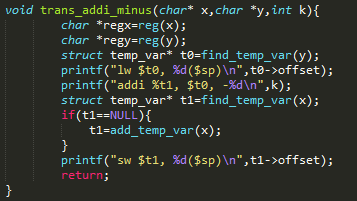 void trans_addi_minus(char* x,char *y,int k){
char *regx=reg(x);
char *regy=reg(y);
struct temp_var* t0=find_temp_var(y);
printf("lw $t0, %d($sp)\n",t0->offset);
printf("addi %t1, $t0, -%d\n",k);
struct temp_var* t1=find_temp_var(x);
if(t1==NULL){
t1=add_temp_var(x);
}
printf("sw $t1, %d($sp)\n",t1->offset);
return;
}